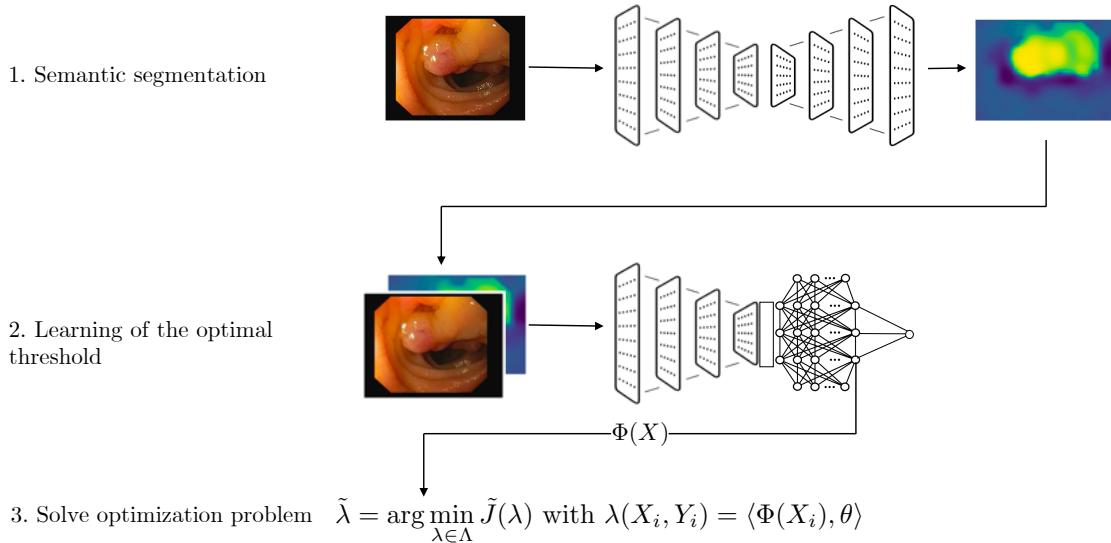 1. Semantic segmentation
2. Learning of the optimal
threshold
Φ(X)
3. Solve optimization problem λ̃ = arg min_{λ∈Λ} J̃(λ) with λ(X_i, Y_i) = ⟨Φ(X_i), θ⟩